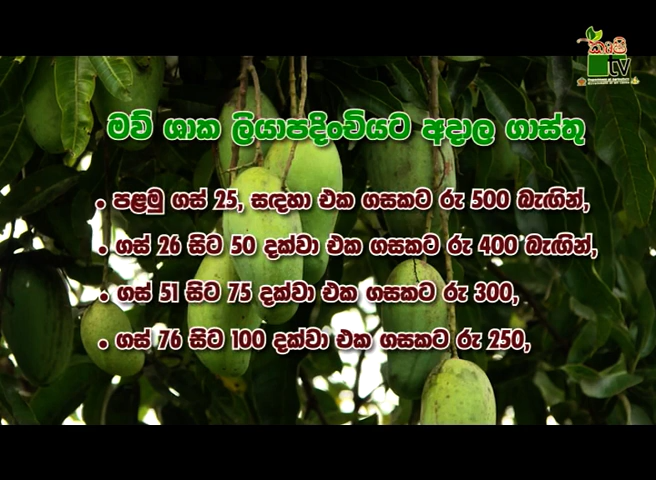 කෘෂි
tv
මව් ශාක ලියාපදිංචියට අදාල ගාස්තු
• පළමු ගස් 25, සඳහා එක ගසකට රු 500 බැඟින්,
• ගස් 26 සිට 50 දක්වා එක ගසකට රු 400 බැඟින්,
• ගස් 51 සිට 75 දක්වා එක ගසකට රු 300,
• ගස් 76 සිට 100 දක්වා එක ගසකට රු 250,